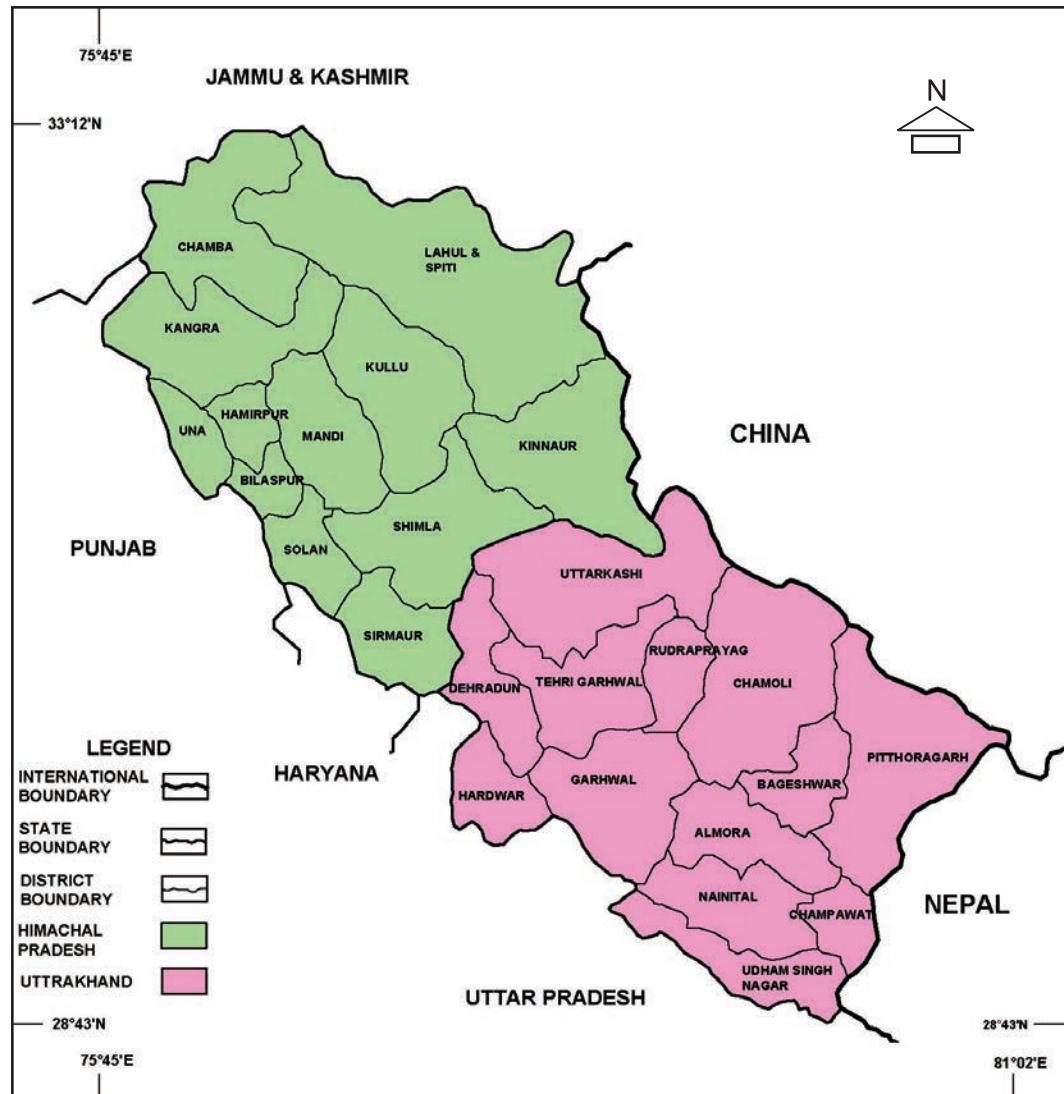 75°45'E
JAMMU & KASHMIR
N
33°12'N
CHAMBA
LAHUL &
SPITI
KANGRA
KULLU
HAMIRPUR
UNA
MANDI
KINNAUR
CHINA
BILASPUR
SHIMLA
PUNJAB
SOLAN
UTTARKASHI
SIRMAUR
RUDRAPRAYAG
DEHRADUN
TEHRI GARHWAL
CHAMOLI
LEGEND
INTERNATIONAL
BOUNDARY
STATE
BOUNDARY
DISTRICT
BOUNDARY
HIMACHAL
PRADESH
UTTRAKHAND
HARYANA
PITTHORAGARH
HARDWAR
GARHWAL
BAGESHWAR
ALMORA
NAINITAL
CHAMPAWAT
NEPAL
UDHAM SINGH
NAGAR
UTTAR PRADESH
28°43'N
28°43'N
75°45'E
81°02'E